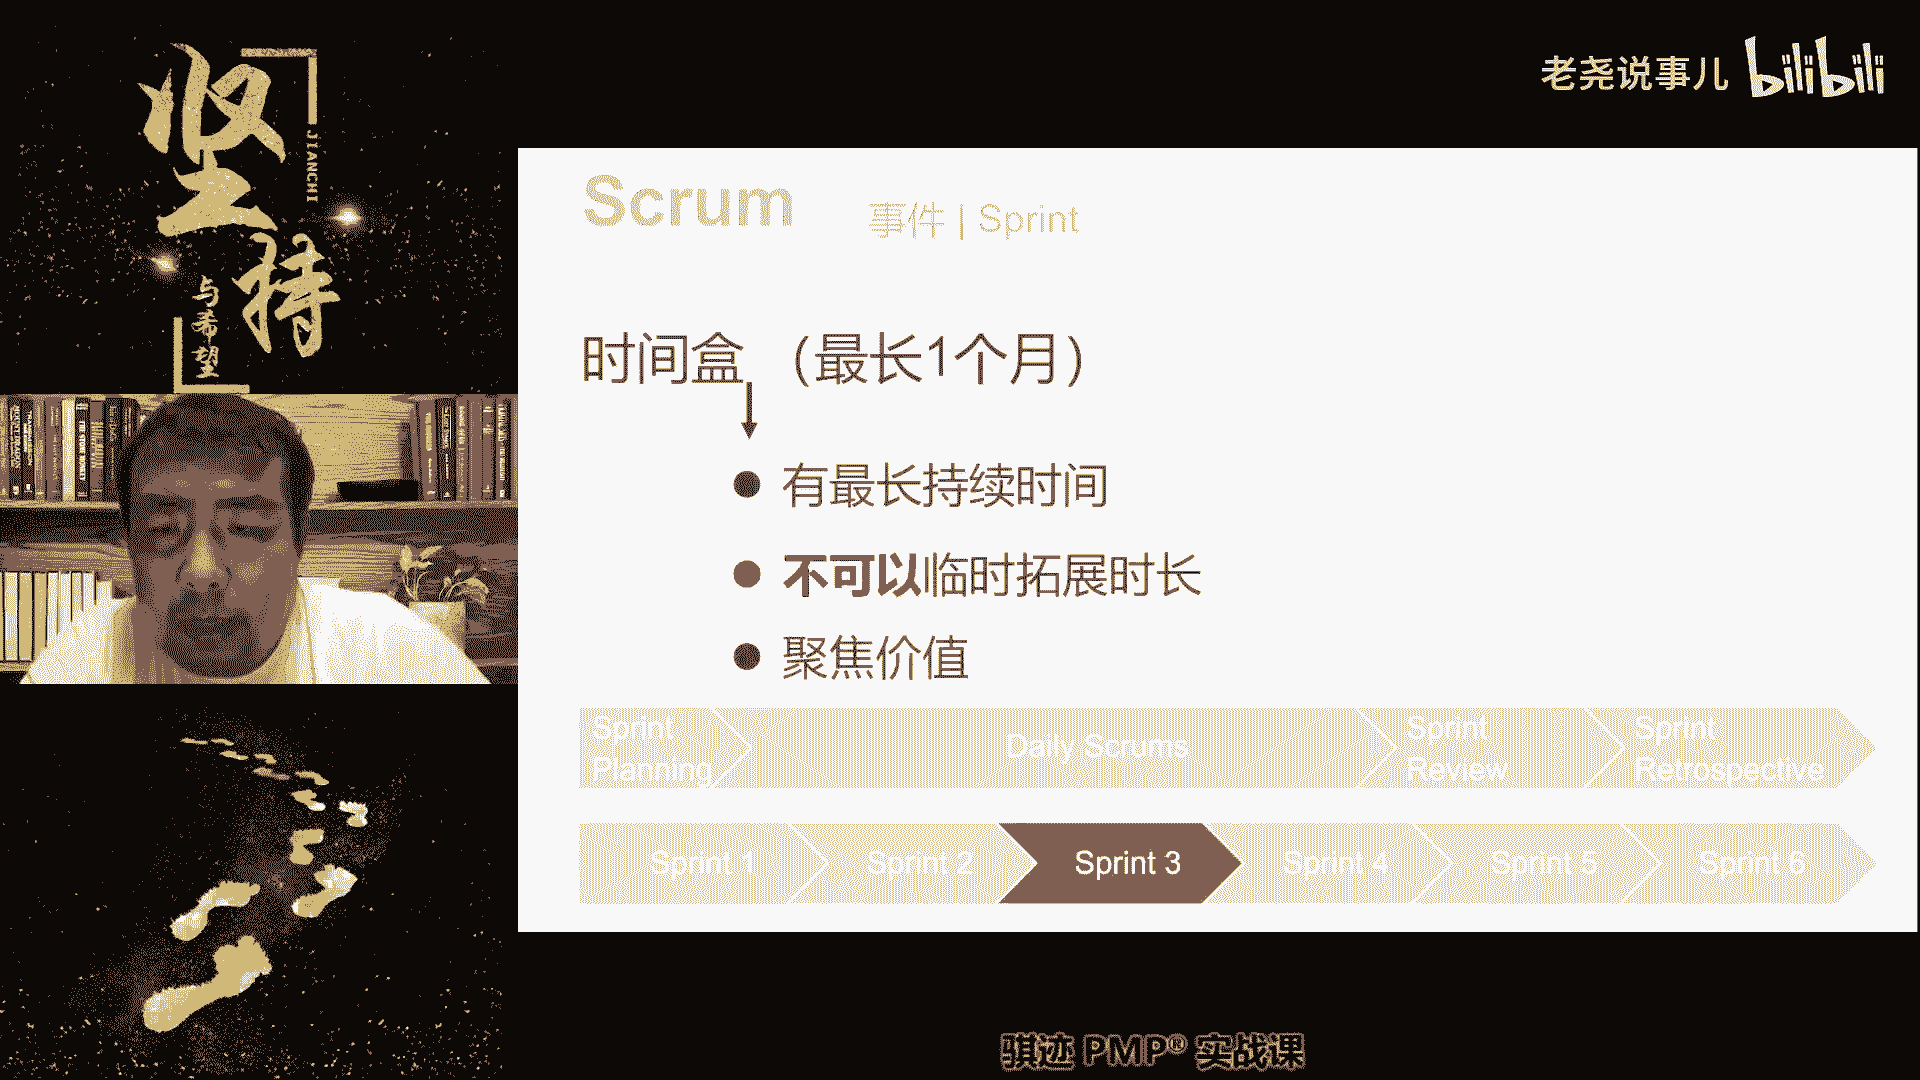 坚持
JIANCHI
与希望
老尧说事儿 bilibili
Scrum 事件 | Sprint
时间盒 （最长1个月）
有最长持续时间
不可以临时拓展时长
聚焦价值
Sprint Planning
Daily Scrums
Sprint Review
Sprint Retrospective
Sprint 1
Sprint 2
Sprint 3
Sprint 4
Sprint 5
Sprint 6
骐迹 PMP® 实战课